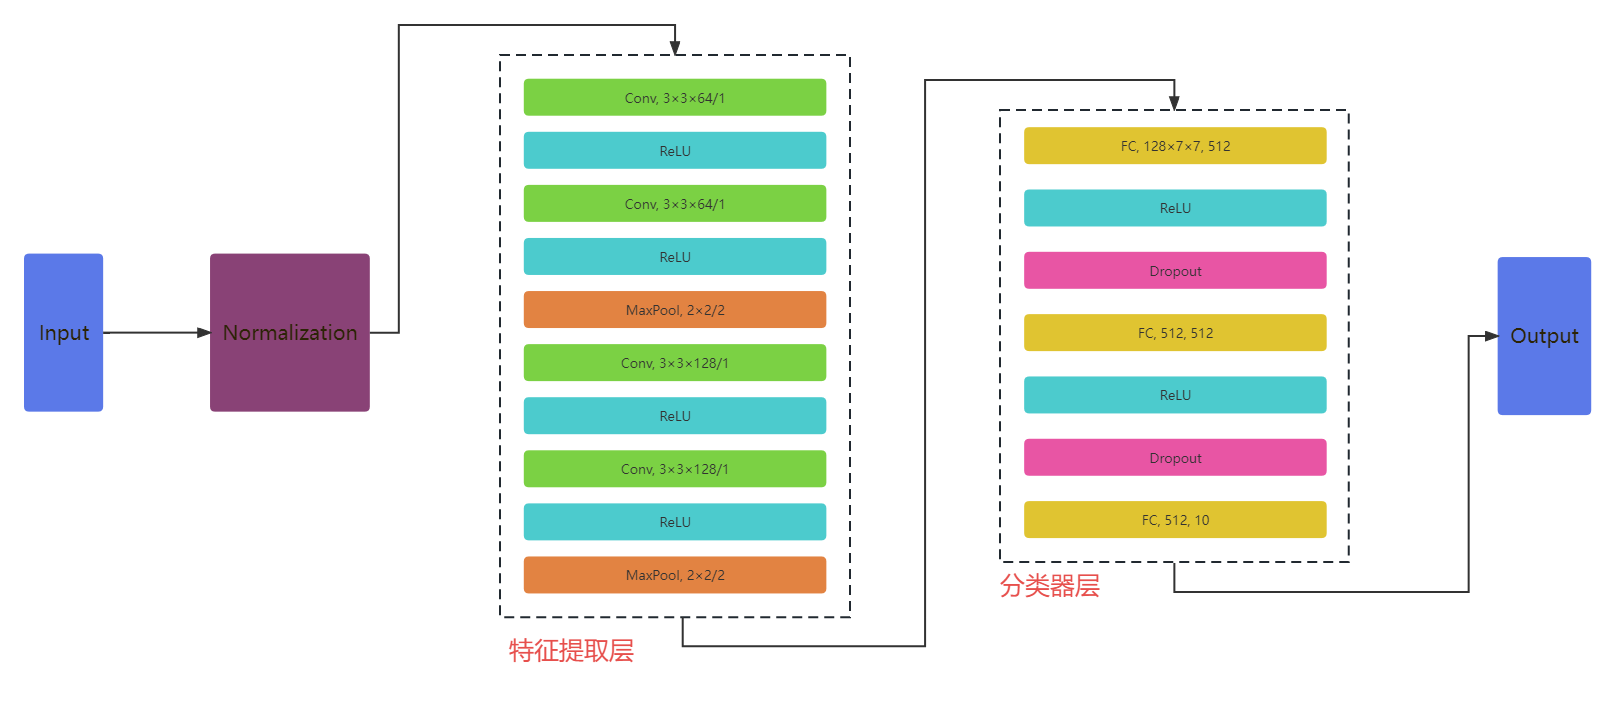 Input
Normalization
Conv, 3×3×64/1
ReLU
Conv, 3×3×64/1
ReLU
MaxPool, 2×2/2
Conv, 3×3×128/1
ReLU
Conv, 3×3×128/1
ReLU
MaxPool, 2×2/2
特征提取层
FC, 128×7×7, 512
ReLU
Dropout
FC, 512, 512
ReLU
Dropout
FC, 512, 10
分类器层
Output